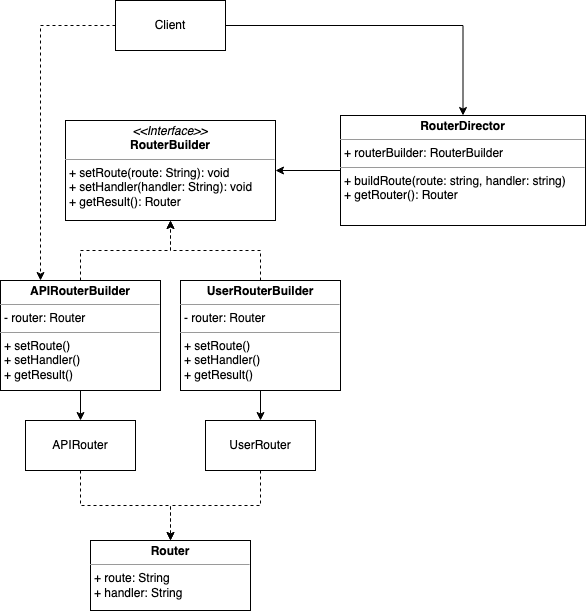 Client
<<Interface>>
RouterBuilder
+ setRoute(route: String): void
+ setHandler(handler: String): void
+ getResult(): Router
RouterDirector
+ routerBuilder: RouterBuilder
+ buildRoute(route: string, handler: string)
+ getRouter(): Router
APIRouterBuilder
- router: Router
+ setRoute()
+ setHandler()
+ getResult()
UserRouterBuilder
- router: Router
+ setRoute()
+ setHandler()
+ getResult()
APIRouter
UserRouter
Router
+ route: String
+ handler: String